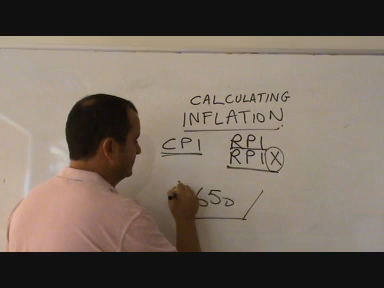 CALCULATING
INFLATION.
CPI RPI
RPIX
650